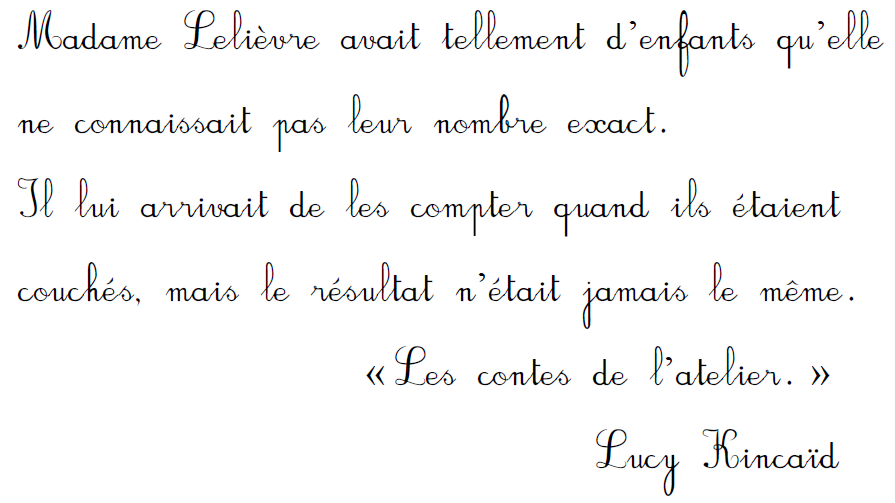 Madame Lelièvre avait tellement d'enfants qu'elle
ne connaissait pas leur nombre exact.
Il lui arrivait de les compter quand ils étaient
couchés, mais le résultat n'était jamais le même.
« Les contes de l'atelier. »
Lucy Kincaïd